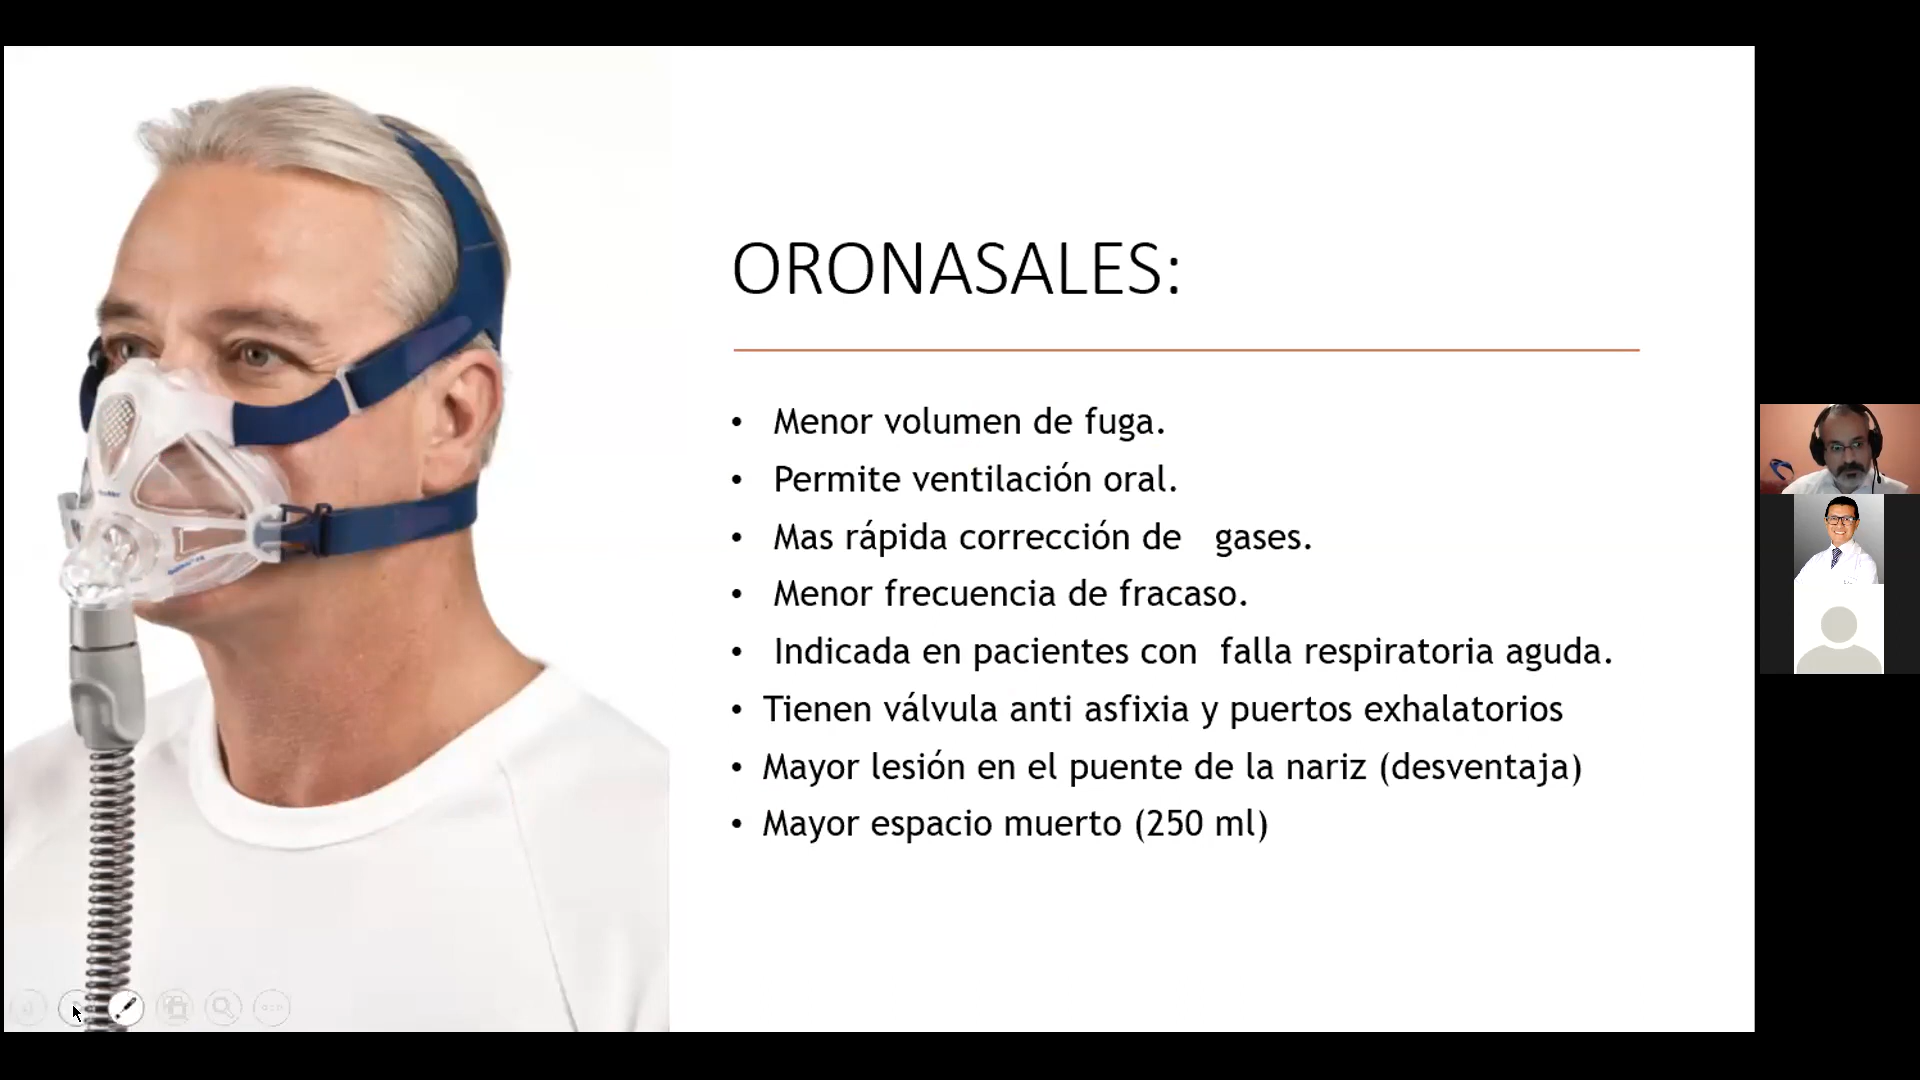 ORONASALES:
• Menor volumen de fuga.
• Permite ventilación oral.
• Mas rápida corrección de gases.
• Menor frecuencia de fracaso.
• Indicada en pacientes con falla respiratoria aguda.
• Tienen válvula anti asfixia y puertos exhalatorios
• Mayor lesión en el puente de la nariz (desventaja)
• Mayor espacio muerto (250 ml)